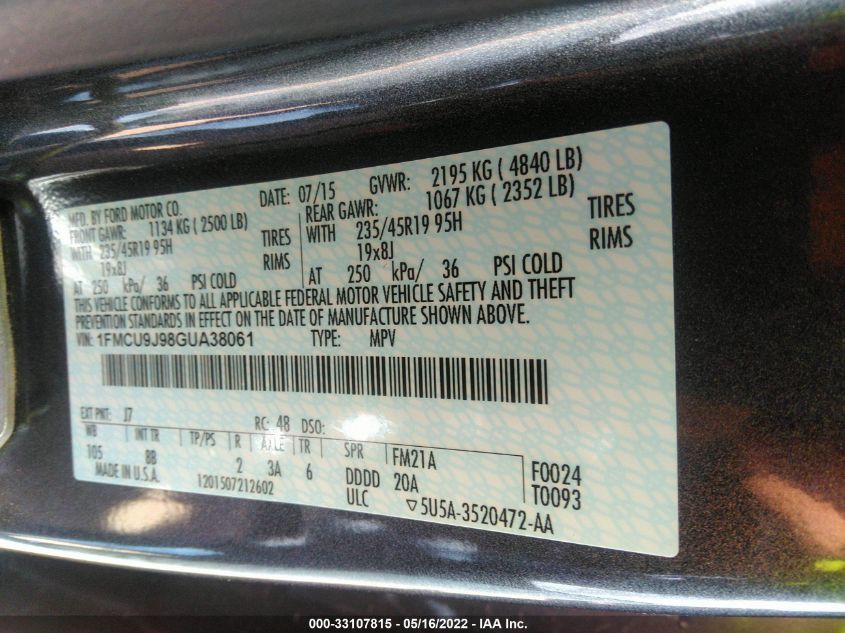 MFD. BY FORD MOTOR CO.
DATE: 07/15 GVWR: 2195 KG ( 4840 LB)
FRONT GAWR: 1134 KG ( 2500 LB) REAR GAWR: 1067 KG ( 2352 LB)
WITH 235/45R19 95H TIRES WITH 235/45R19 95H TIRES
19x8J RIMS 19x8J RIMS
AT 250 kPa/ 36 PSI COLD AT 250 kPa/ 36 PSI COLD
THIS VEHICLE CONFORMS TO ALL APPLICABLE FEDERAL MOTOR VEHICLE SAFETY AND THEFT
PREVENTION STANDARDS IN EFFECT ON THE DATE OF MANUFACTURE SHOWN ABOVE.
VIN: 1FMCU9J98GUA38061 TYPE: MPV
EXT PNT: J7 RC: 48 DSO:
WB INT TR TP/PS R AXLE TR SPR FM21A F0024
105 8B 2 3A 6 DDDD 20A T0093
MADE IN U.S.A. 1201507212602 ULC ▽5U5A-3520472-AA
000-33107815 - 05/16/2022 - IAA Inc.